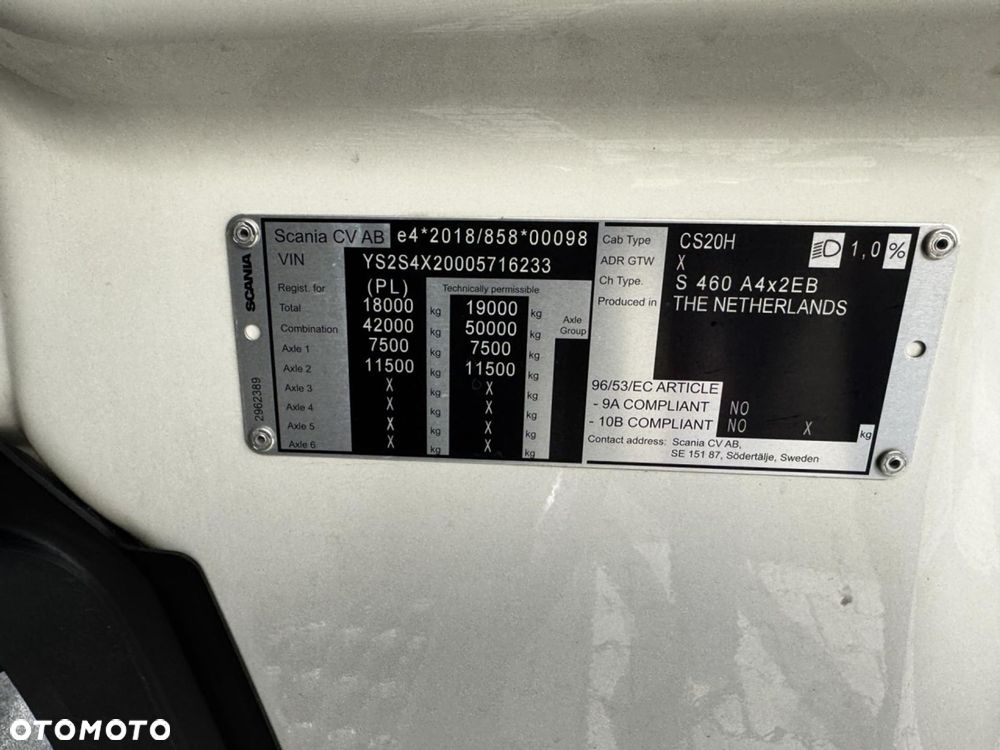 Scania CV AB e4*2018/858*00098
VIN YS2S4X20005716233
Regist. for (PL) Technically permissible
Total 18000 kg 19000 kg
Combination 42000 kg 50000 kg Axle Group
Axle 1 7500 kg 7500 kg
Axle 2 11500 kg 11500 kg
Axle 3 X kg X kg
Axle 4 X kg X kg
Axle 5 X kg X kg
Axle 6 X kg X kg
SCANIA
2962389
Cab Type CS20H 1,0 %
ADR GTW X
Ch Type. S 460 A4x2EB
Produced in THE NETHERLANDS
96/53/EC ARTICLE
- 9A COMPLIANT NO
- 10B COMPLIANT NO X kg
Contact address: Scania CV AB,
SE 151 87, Södertälje, Sweden
OTOMOTO